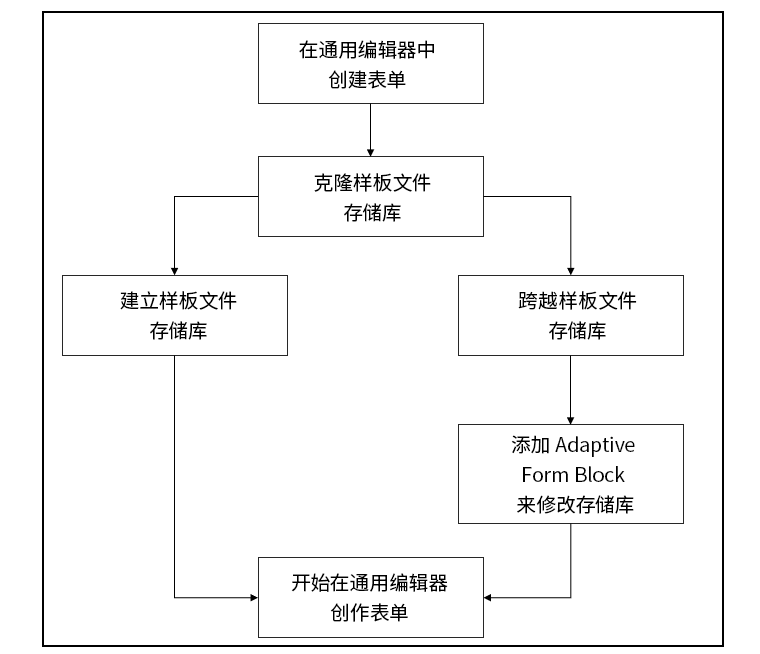 在通用编辑器中
创建表单
克隆样板文件
存储库
建立样板文件
存储库
跨越样板文件
存储库
添加 Adaptive
Form Block
来修改存储库
开始在通用编辑器
创作表单